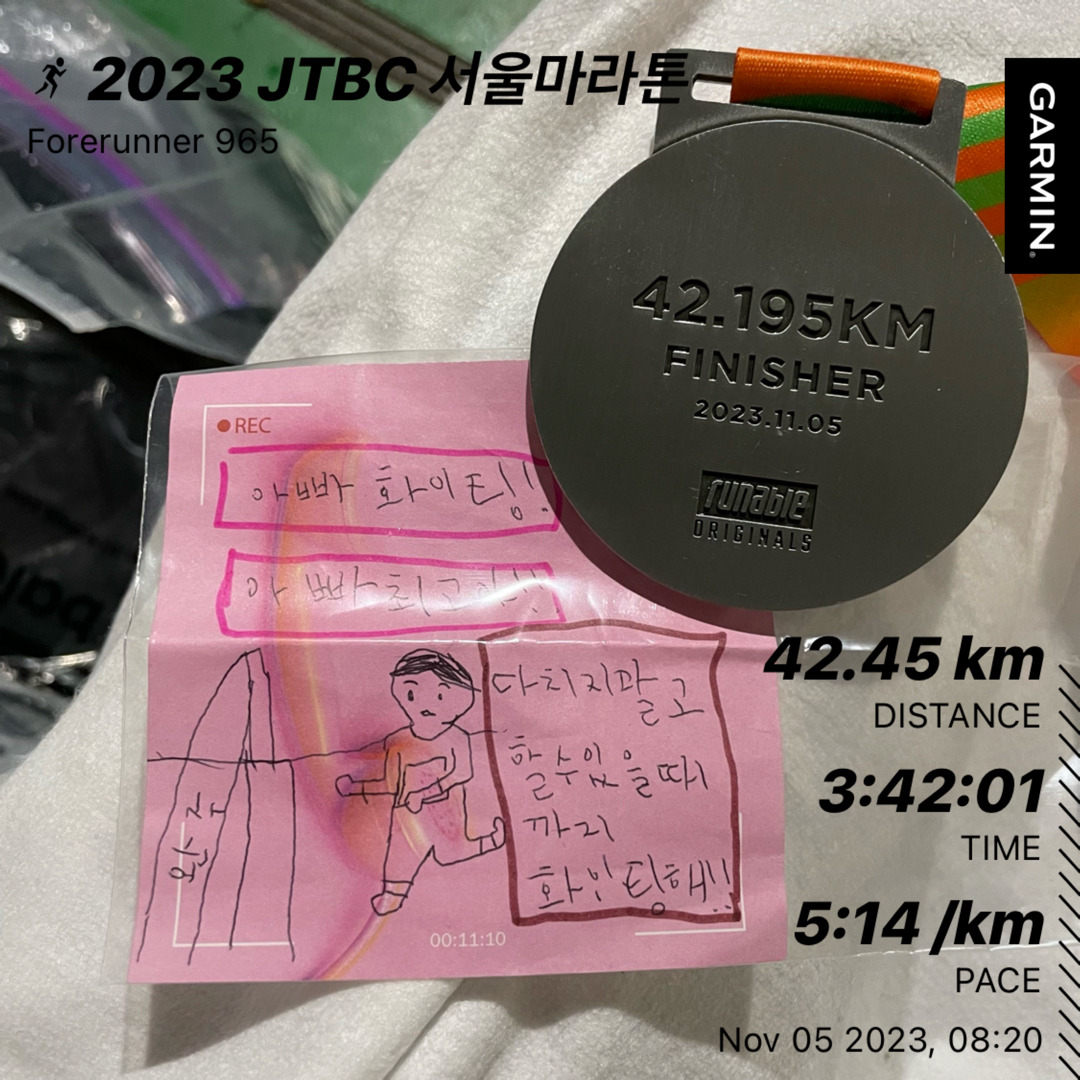 2023 JTBC 서울마라톤
Forerunner 965
GARMIN
42.195KM
FINISHER
2023.11.05
runable
ORIGINALS
REC
아빠 화이팅!
아빠 최고
다치지말고
할수있을때
까지
화이팅해!!
완주
00:11:10
42.45 km
DISTANCE
3:42:01
TIME
5:14 /km
PACE
Nov 05 2023, 08:20